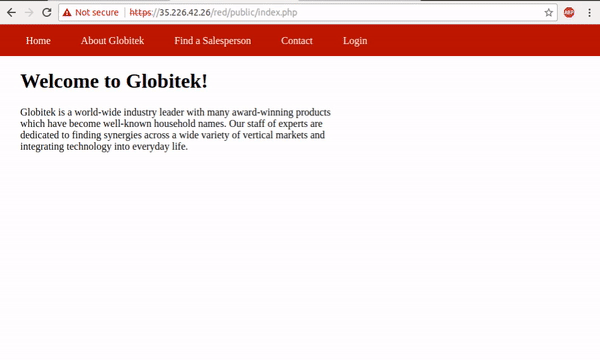 Not secure https://35.226.42.26/red/public/index.php ABP
Home About Globitek Find a Salesperson Contact Login
Welcome to Globitek!
Globitek is a world-wide industry leader with many award-winning products
which have become well-known household names. Our staff of experts are
dedicated to finding synergies across a wide variety of vertical markets and
integrating technology into everyday life.